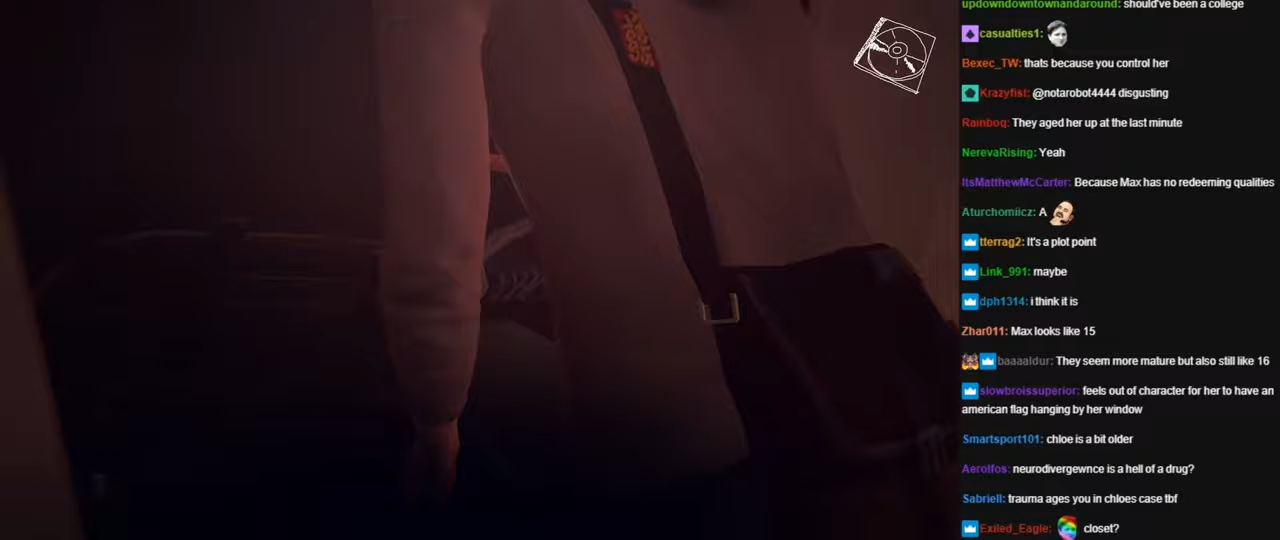 updowndowntownandaround: should've been a college
casualties1:
Bexec_TW: thats because you control her
Krazyfist: @notarobot4444 disgusting
Rainboq: They aged her up at the last minute
NerevaRising: Yeah
ItsMatthewMcCarter: Because Max has no redeeming qualities
Aturchomiicz: A
tterrag2: It's a plot point
Link_991: maybe
dph1314: i think it is
Zhar011: Max looks like 15
baaaaldur: They seem more mature but also still like 16
slowbroissuperior: feels out of character for her to have an
american flag hanging by her window
Smartsport101: chloe is a bit older
Aerolfos: neurodivergewnce is a hell of a drug?
Sabriell: trauma ages you in chloes case tbf
Exiled_Eagle: closet?